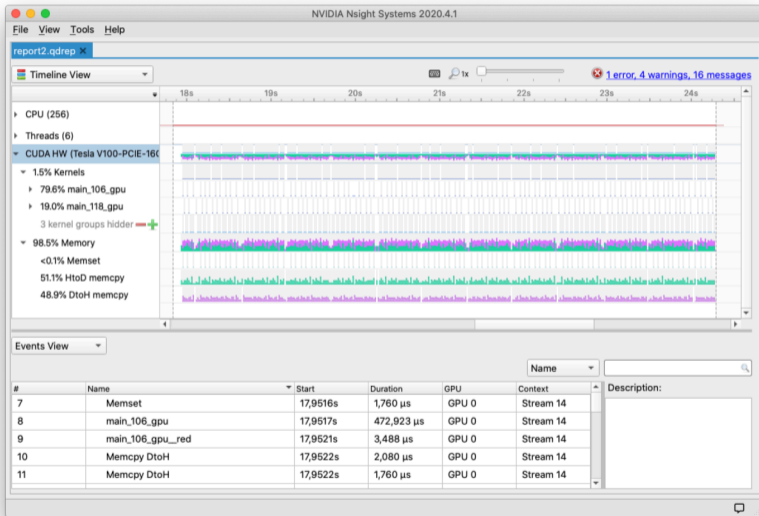 NVIDIA Nsight Systems 2020.4.1
File View Tools Help
report2.qdrep
Timeline View
1x
1 error, 4 warnings, 16 messages
18s 19s 20s 21s 22s 23s 24s
CPU (256)
Threads (6)
CUDA HW (Tesla V100-PCIE-16G
1.5% Kernels
79.6% main_106_gpu
19.0% main_118_gpu
3 kernel groups hidden
98.5% Memory
<0.1% Memset
51.1% HtoD memcpy
48.9% DtoH memcpy
Events View
Name
# Name Start Duration GPU Context Description:
7 Memset 17,9516s 1,760 μs GPU 0 Stream 14
8 main_106_gpu 17,9517s 472,923 μs GPU 0 Stream 14
9 main_106_gpu__red 17,9521s 3,488 μs GPU 0 Stream 14
10 Memcpy DtoH 17,9522s 2,080 μs GPU 0 Stream 14
11 Memcpy DtoH 17,9522s 1,760 μs GPU 0 Stream 14